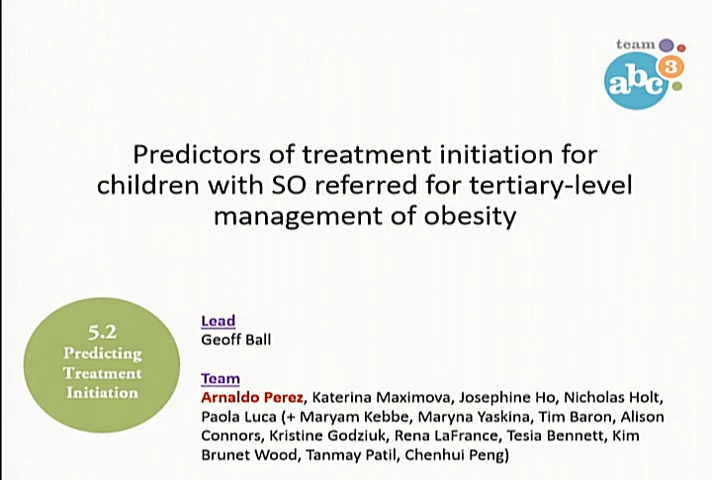 team
abc
3
Predictors of treatment initiation for
children with SO referred for tertiary-level
management of obesity
5.2
Predicting
Treatment
Initiation
Lead
Geoff Ball
Team
Arnaldo Perez, Katerina Maximova, Josephine Ho, Nicholas Holt,
Paola Luca (+ Maryam Kebbe, Maryna Yaskina, Tim Baron, Alison
Connors, Kristine Godziuk, Rena LaFrance, Tesia Bennett, Kim
Brunet Wood, Tanmay Patil, Chenhui Peng)